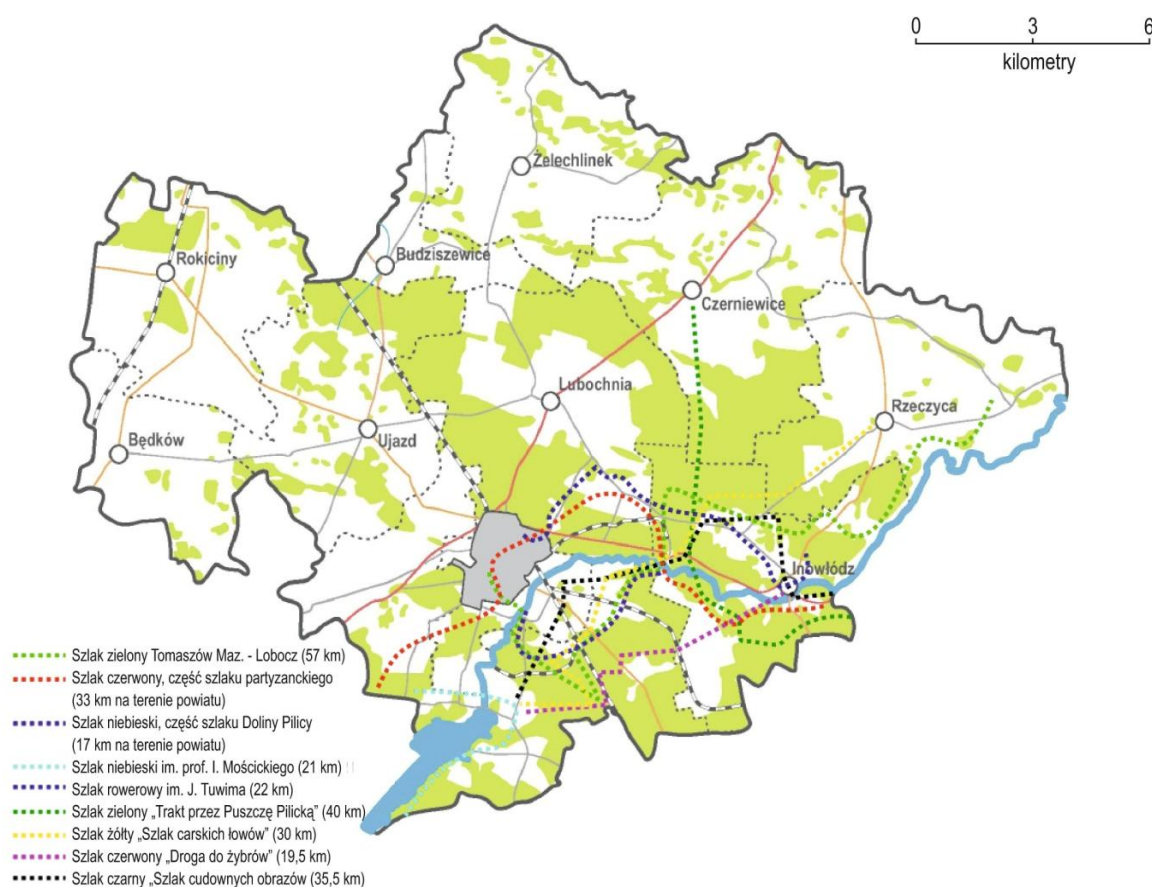 0 3 6
kilometry
Żelechlinek
Rokiciny
Budziszewice
Czerniewice
Lubochnia
Rzeczyca
Będków
Ujazd
Inowłódz
Szlak zielony Tomaszów Maz. - Lobocz (57 km)
Szlak czerwony, część szlaku partyzanckiego
(33 km na terenie powiatu)
Szlak niebieski, część szlaku Doliny Pilicy
(17 km na terenie powiatu)
Szlak niebieski im. prof. I. Mościckiego (21 km)
Szlak rowerowy im. J. Tuwima (22 km)
Szlak zielony „Trakt przez Puszczę Pilicką” (40 km)
Szlak żółty „Szlak carskich łowów” (30 km)
Szlak czerwony „Droga do żybrów” (19,5 km)
Szlak czarny „Szlak cudownych obrazów (35,5 km)